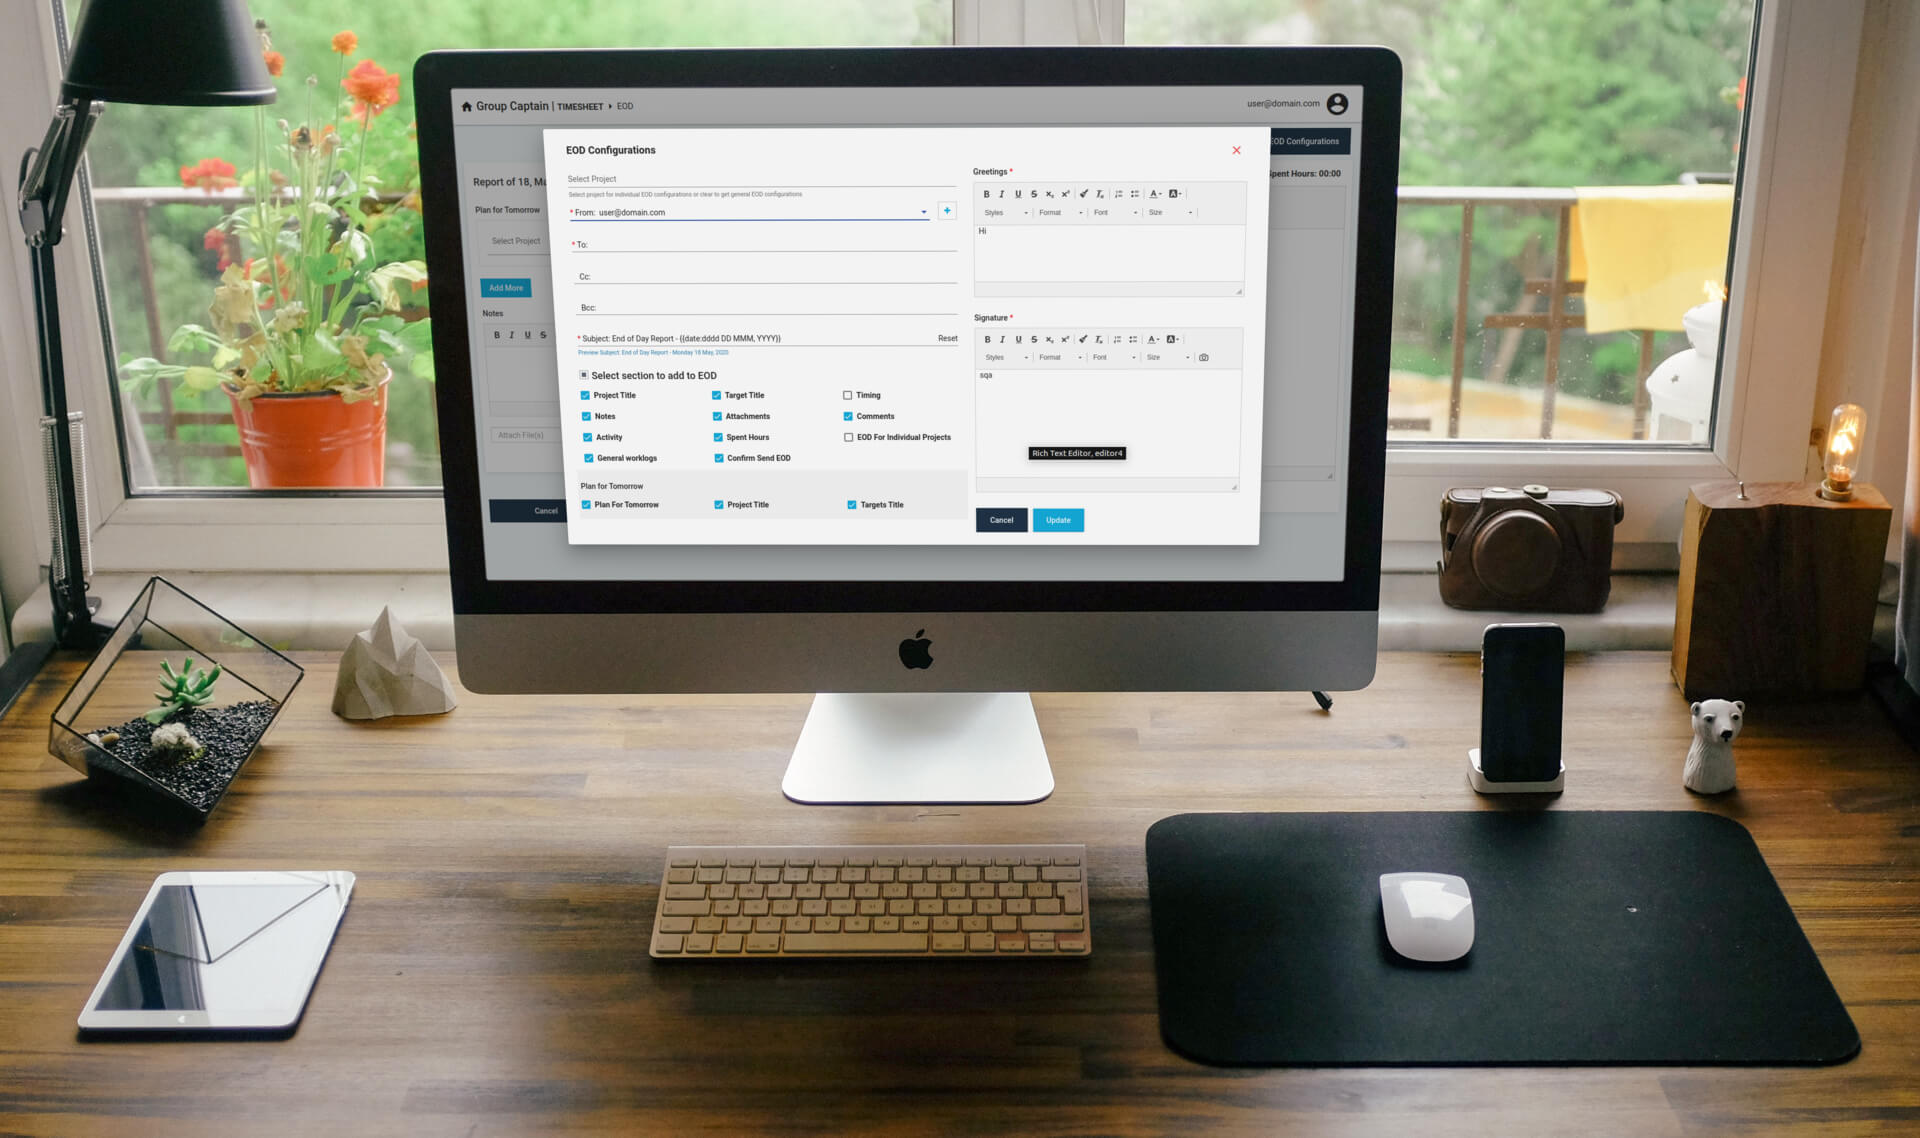 Group Captain | TIMESHEET EOD
user@domain.com
EOD Configurations
Report of 18, Ma
Spent Hours: 00:00
Plan for Tomorrow
Select Project
Add More
Notes
B I U S
Attach File(s)
Cancel
EOD Configurations
Select Project
Select project for individual EOD configurations or clear to get general EOD configurations
* From: user@domain.com
* To:
Cc:
Bcc:
* Subject: End of Day Report - {{date:dddd DD MMM, YYYY}} Reset
Preview Subject: End of Day Report - Monday 18 May, 2020
Select section to add to EOD
Project Title Target Title Timing
Notes Attachments Comments
Activity Spent Hours EOD For Individual Projects
General worklogs Confirm Send EOD
Plan for Tomorrow
Plan For Tomorrow Project Title Targets Title
Greetings *
B I U S
Styles Format Font Size
Hi
Signature *
B I U S
Styles Format Font Size
sqa
Rich Text Editor, editor4
Cancel Update